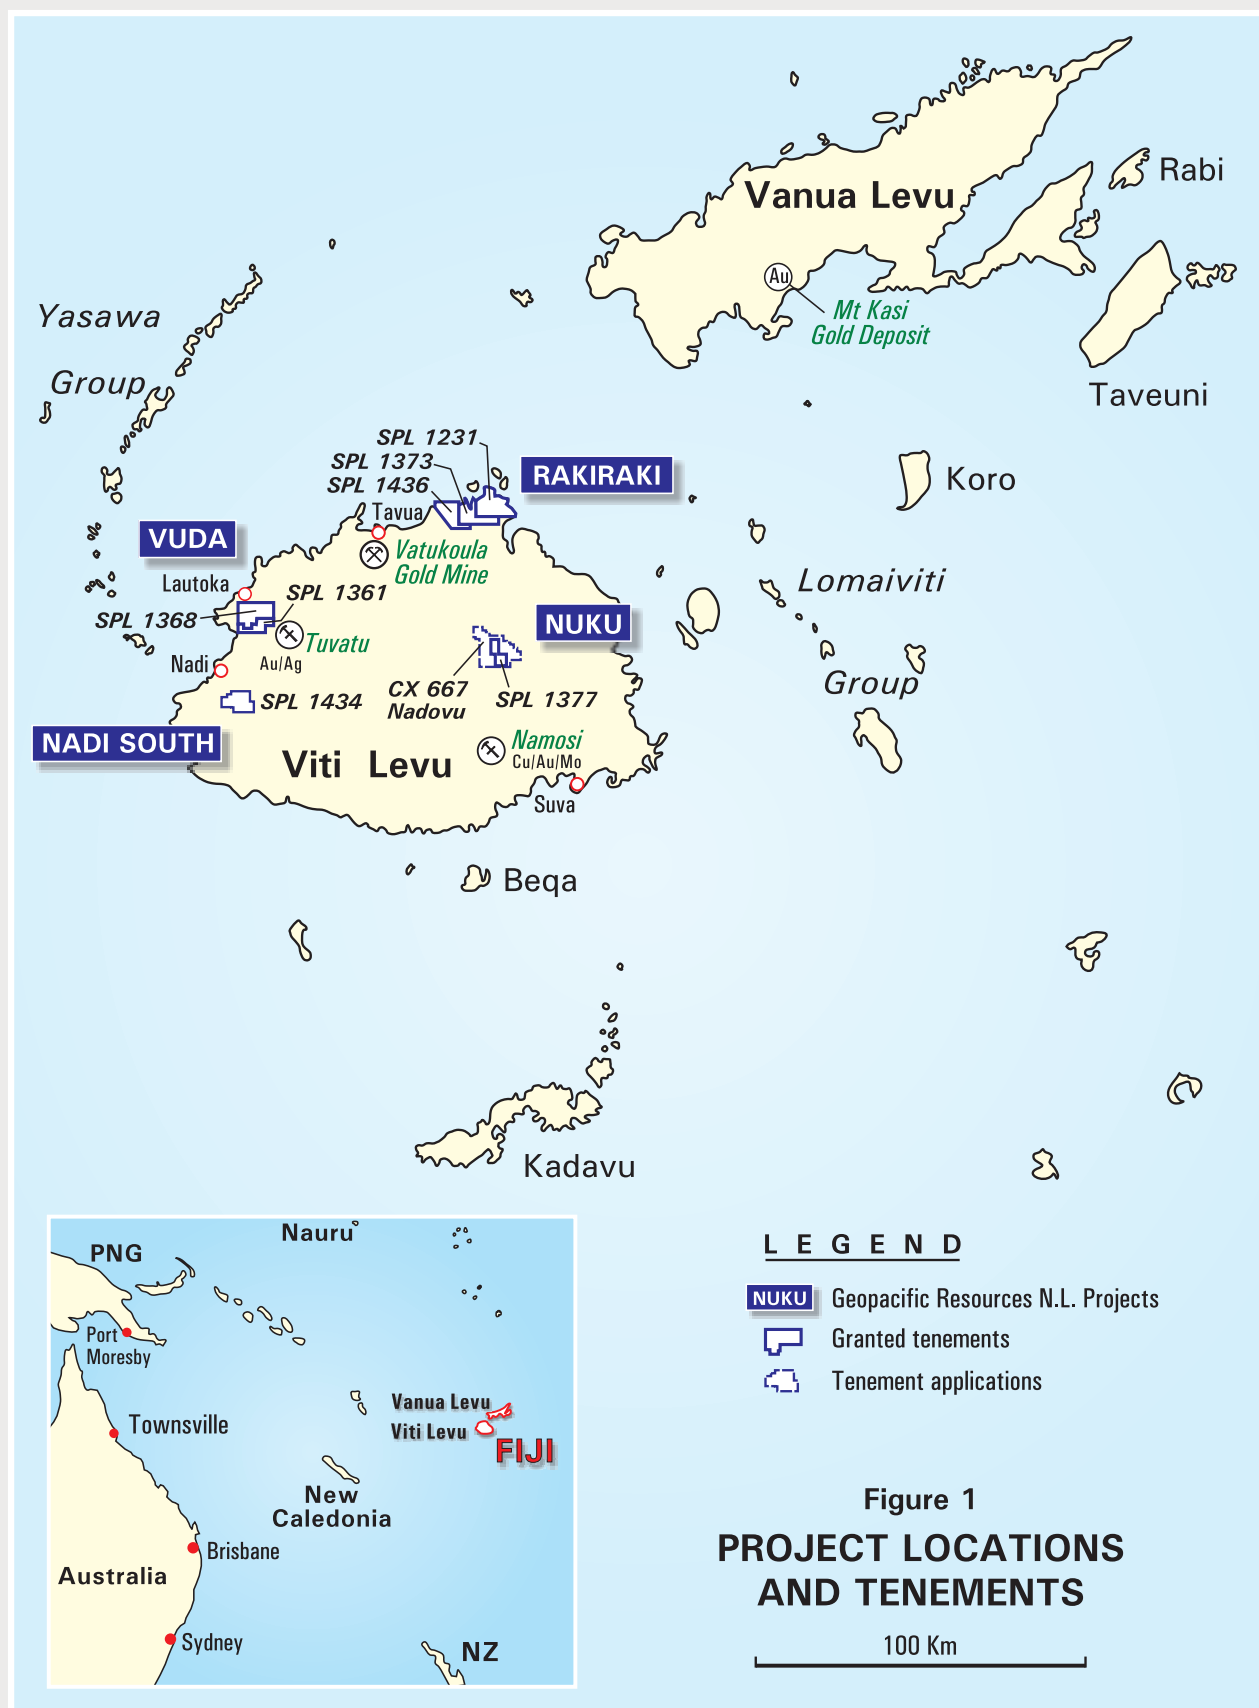 Vanua Levu
Rabi
Au
Mt Kasi
Gold Deposit
Taveuni
Yasawa
Group
Koro
SPL 1231
SPL 1373
SPL 1436
RAKIRAKI
Tavua
VUDA
Vatukoula
Gold Mine
Lautoka
SPL 1361
SPL 1368
Lomaiviti
Group
NUKU
Tuvatu
Au/Ag
Nadi
SPL 1434
CX 667
Nadovu
SPL 1377
NADI SOUTH
Viti Levu
Namosi
Cu/Au/Mo
Suva
Beqa
Kadavu
Nauru
PNG
Port
Moresby
Townsville
Vanua Levu
Viti Levu
FIJI
New
Caledonia
Brisbane
Australia
Sydney
NZ
LEGEND
NUKU Geopacific Resources N.L. Projects
Granted tenements
Tenement applications
Figure 1
PROJECT LOCATIONS
AND TENEMENTS
100 Km